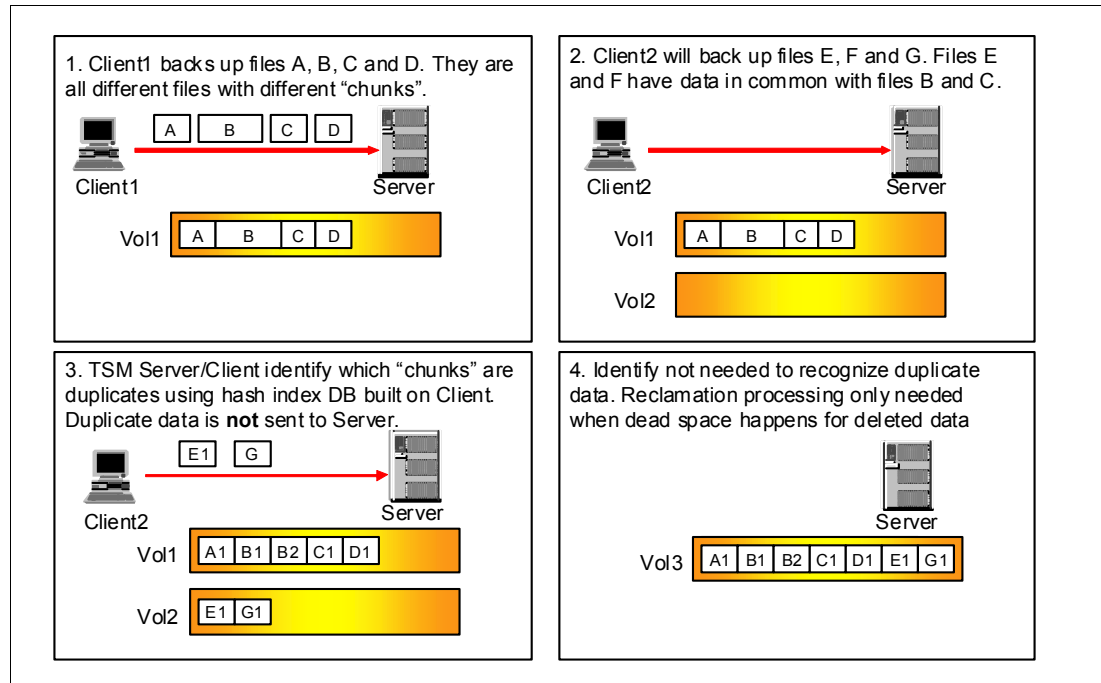 1. Client1 backs up files A, B, C and D. They are
all different files with different “chunks”.
A B C D
Client1
Server
Vol1
A B C D
2. Client2 will back up files E, F and G. Files E
and F have data in common with files B and C.
Client2
Server
Vol1
A B C D
Vol2
3. TSM Server/Client identify which “chunks” are
duplicates using hash index DB built on Client.
Duplicate data is not sent to Server.
E1 G
Client2
Server
Vol1
A1 B1 B2 C1 D1
Vol2
E1 G1
4. Identify not needed to recognize duplicate
data. Reclamation processing only needed
when dead space happens for deleted data
Server
Vol3
A1 B1 B2 C1 D1 E1 G1